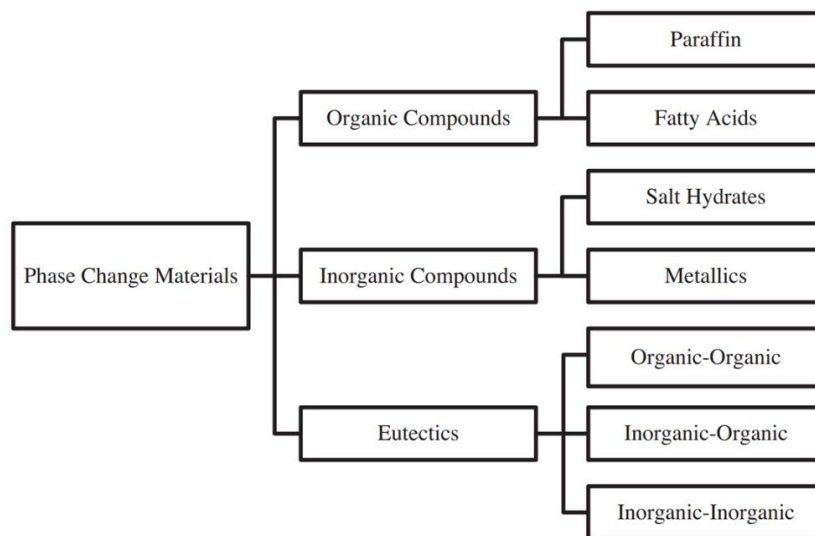 Phase Change Materials
Organic Compounds
Paraffin
Fatty Acids
Inorganic Compounds
Salt Hydrates
Metallics
Eutectics
Organic-Organic
Inorganic-Organic
Inorganic-Inorganic